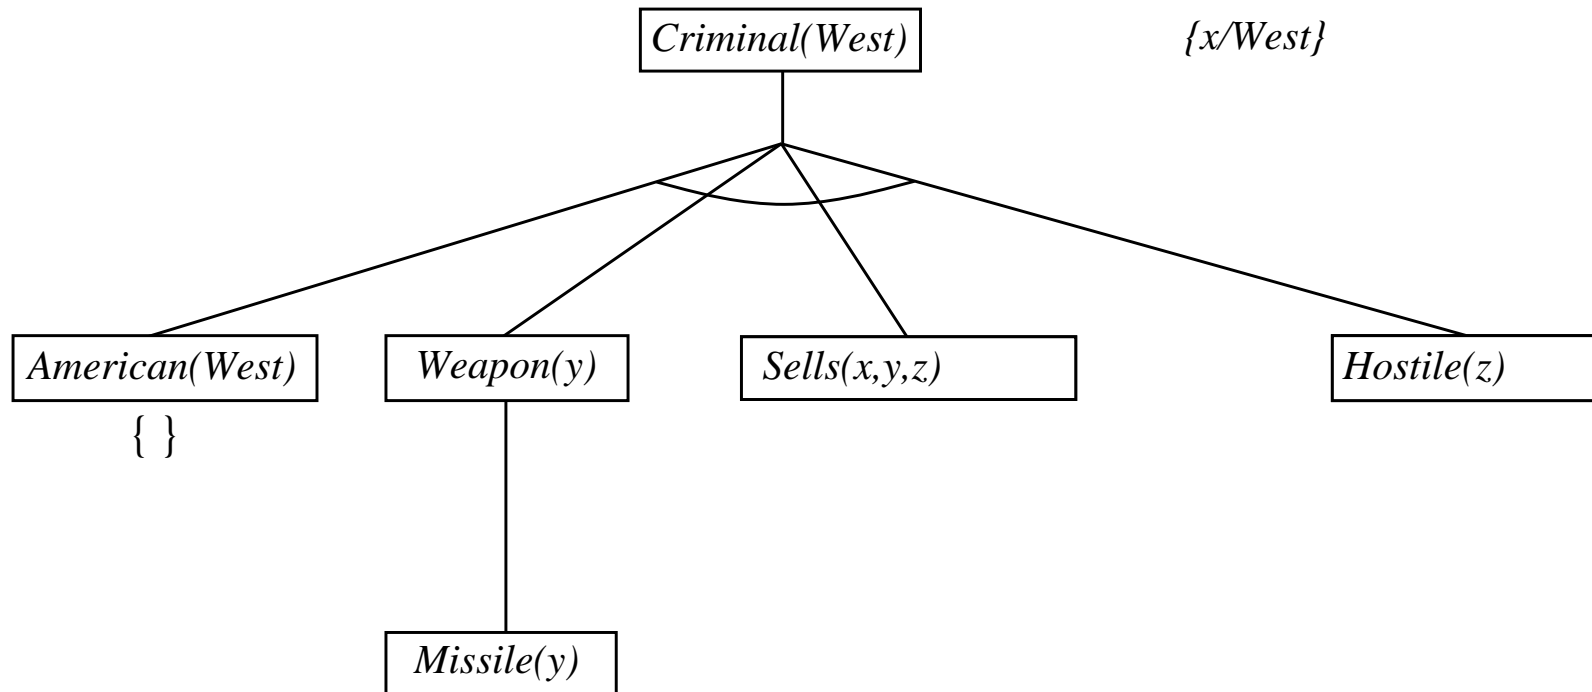 Criminal(West)
{x/West}
American(West)
Weapon(y)
Sells(x,y,z)
Hostile(z)
{ }
Missile(y)